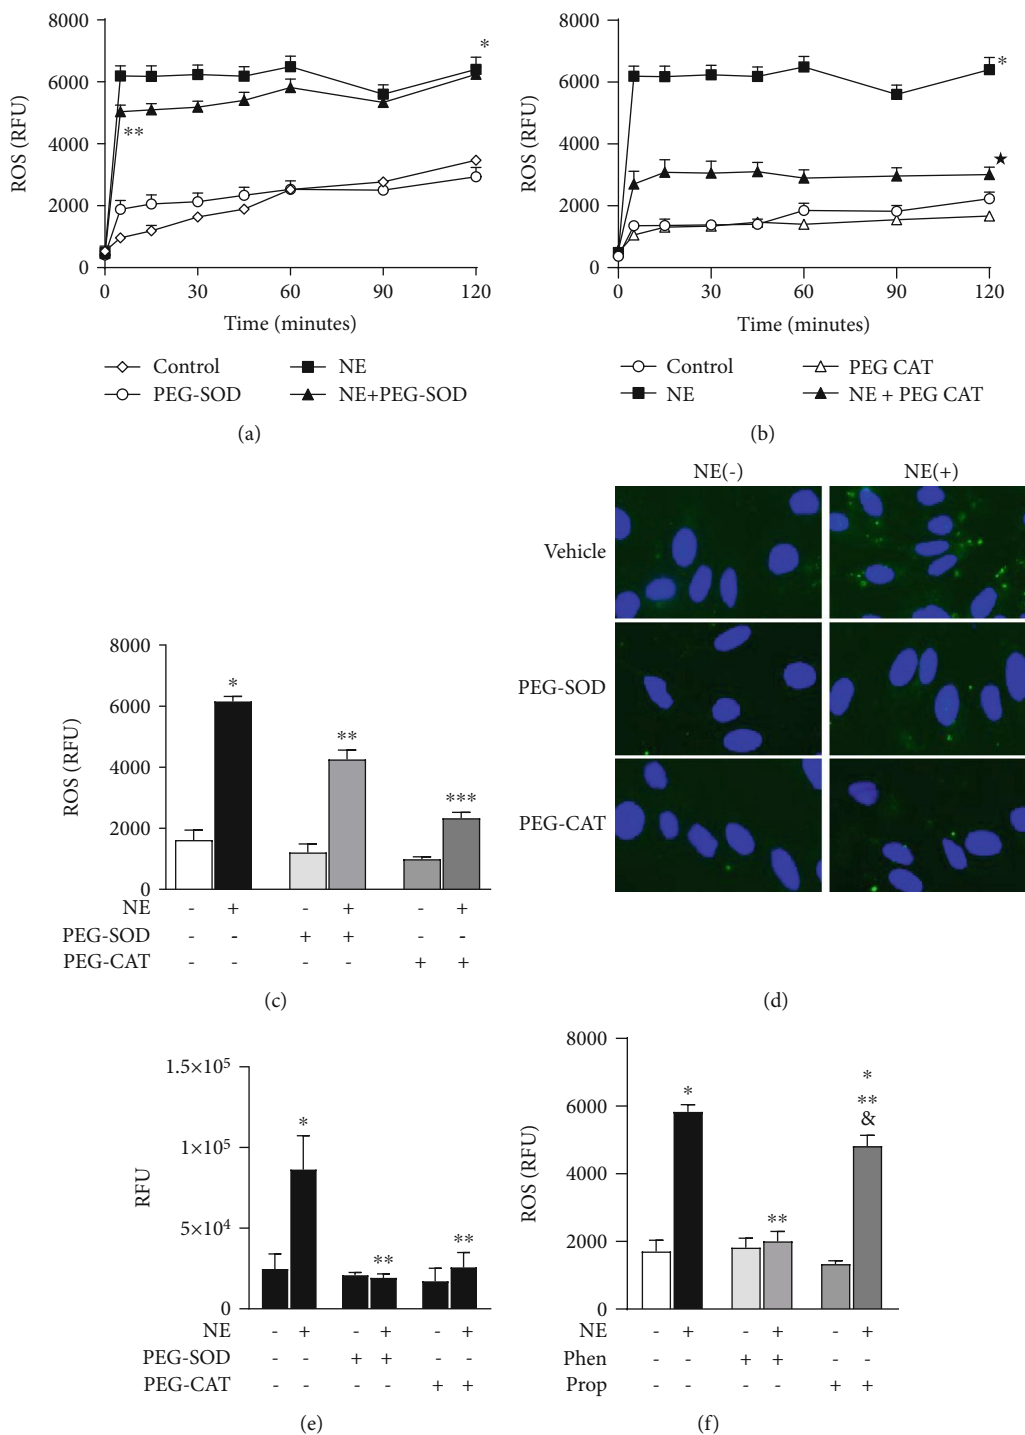 8000
6000
4000
2000
0
ROS (RFU)
*
**
0 30 60 90 120
Time (minutes)
Control NE
PEG-SOD NE+PEG-SOD
(a)
8000
6000
4000
2000
0
ROS (RFU)
*
★
0 30 60 90 120
Time (minutes)
Control PEG CAT
NE NE + PEG CAT
(b)
8000
6000
4000
2000
0
ROS (RFU)
*
**
***
NE - + - + - +
PEG-SOD - - + + - -
PEG-CAT - - - - + +
(c)
NE(-) NE(+)
Vehicle
PEG-SOD
PEG-CAT
(d)
1.5×10⁵
1×10⁵
5×10⁴
0
RFU
*
**
**
NE - + - + - +
PEG-SOD - - + + - -
PEG-CAT - - - - + +
(e)
8000
6000
4000
2000
0
ROS (RFU)
*
**
*
**
&
NE - + - + - +
Phen - - + + - -
Prop - - - - + +
(f)